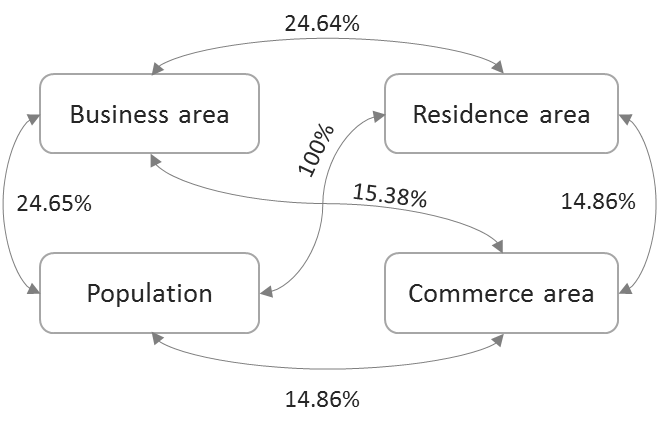 24.64%
Business area
Residence area
100%
15.38%
24.65%
14.86%
Population
Commerce area
14.86%